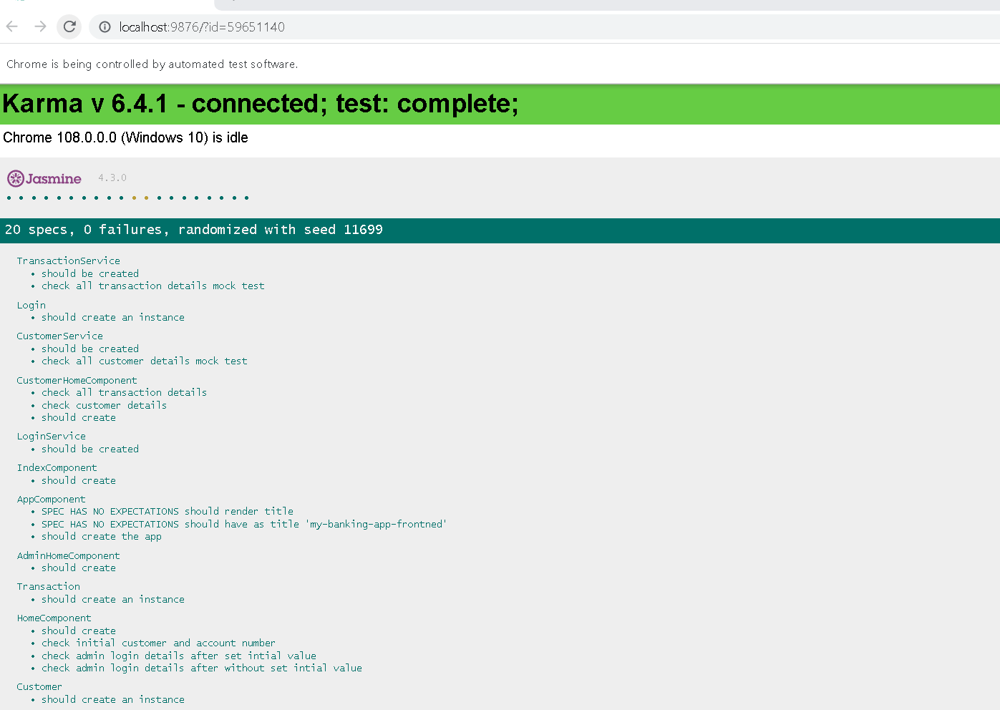 localhost:9876/?id=59651140
Chrome is being controlled by automated test software.
Karma v 6.4.1 - connected; test: complete;
Chrome 108.0.0.0 (Windows 10) is idle
Jasmine 4.3.0
20 specs, 0 failures, randomized with seed 11699
TransactionService
• should be created
• check all transaction details mock test
Login
• should create an instance
CustomerService
• should be created
• check all customer details mock test
CustomerHomeComponent
• check all transaction details
• check customer details
• should create
LoginService
• should be created
IndexComponent
• should create
AppComponent
• SPEC HAS NO EXPECTATIONS should render title
• SPEC HAS NO EXPECTATIONS should have as title 'my-banking-app-frontned'
• should create the app
AdminHomeComponent
• should create
Transaction
• should create an instance
HomeComponent
• should create
• check initial customer and account number
• check admin login details after set intial value
• check admin login details after without set intial value
Customer
• should create an instance